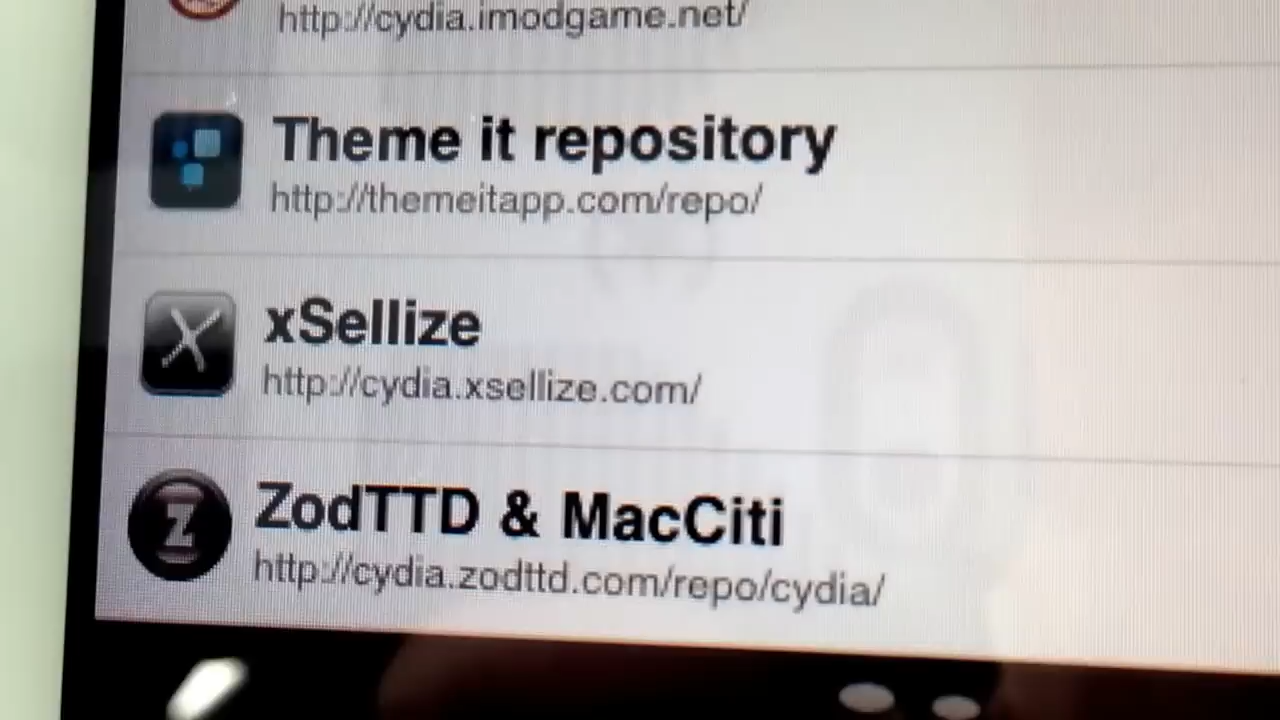 http://cydia.imodgame.net/
Theme it repository
http://themeitapp.com/repo/
xSellize
http://cydia.xsellize.com/
ZodTTD & MacCiti
http://cydia.zodttd.com/repo/cydia/